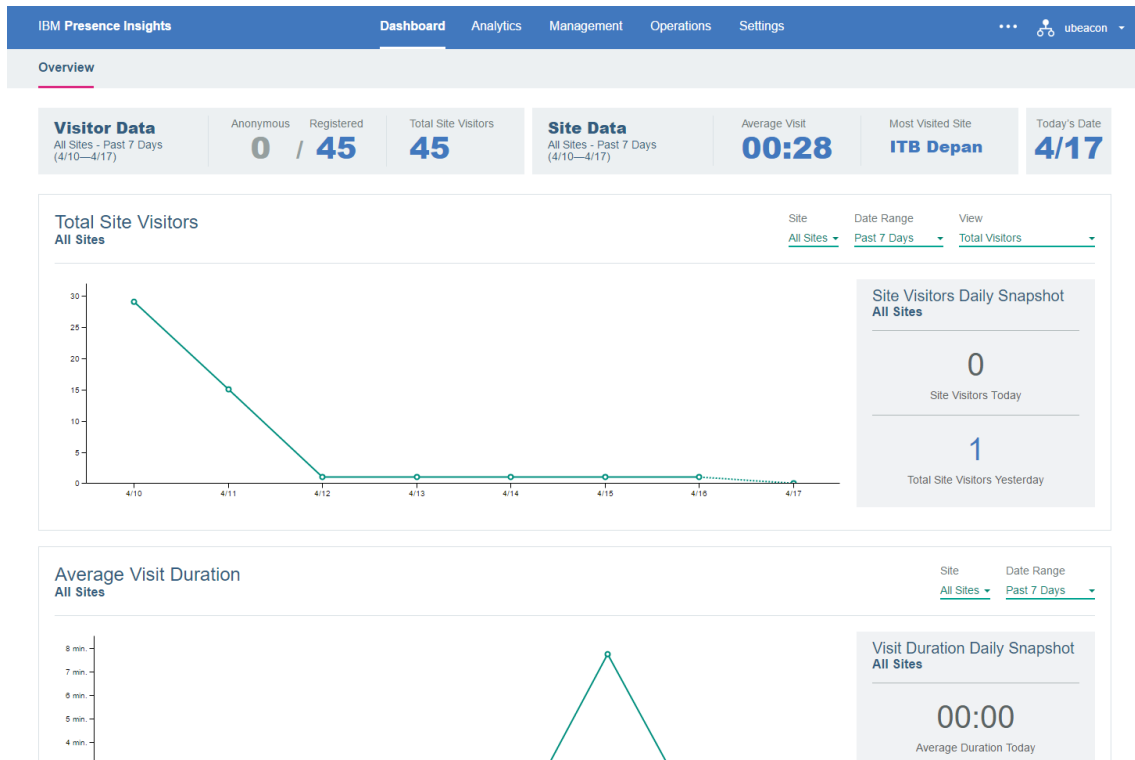 IBM Presence Insights
Dashboard Analytics Management Operations Settings
••• ubeacon
Overview
Visitor Data
All Sites - Past 7 Days
(4/10—4/17)
Anonymous Registered
0 / 45
Total Site Visitors
45
Site Data
All Sites - Past 7 Days
(4/10—4/17)
Average Visit
00:28
Most Visited Site
ITB Depan
Today's Date
4/17
Total Site Visitors
All Sites
Site Date Range View
All Sites Past 7 Days Total Visitors
30
25
20
15
10
5
0
4/10 4/11 4/12 4/13 4/14 4/15 4/16 4/17
Site Visitors Daily Snapshot
All Sites
0
Site Visitors Today
1
Total Site Visitors Yesterday
Average Visit Duration
All Sites
Site Date Range
All Sites Past 7 Days
8 min.
7 min.
6 min.
5 min.
4 min.
Visit Duration Daily Snapshot
All Sites
00:00
Average Duration Today